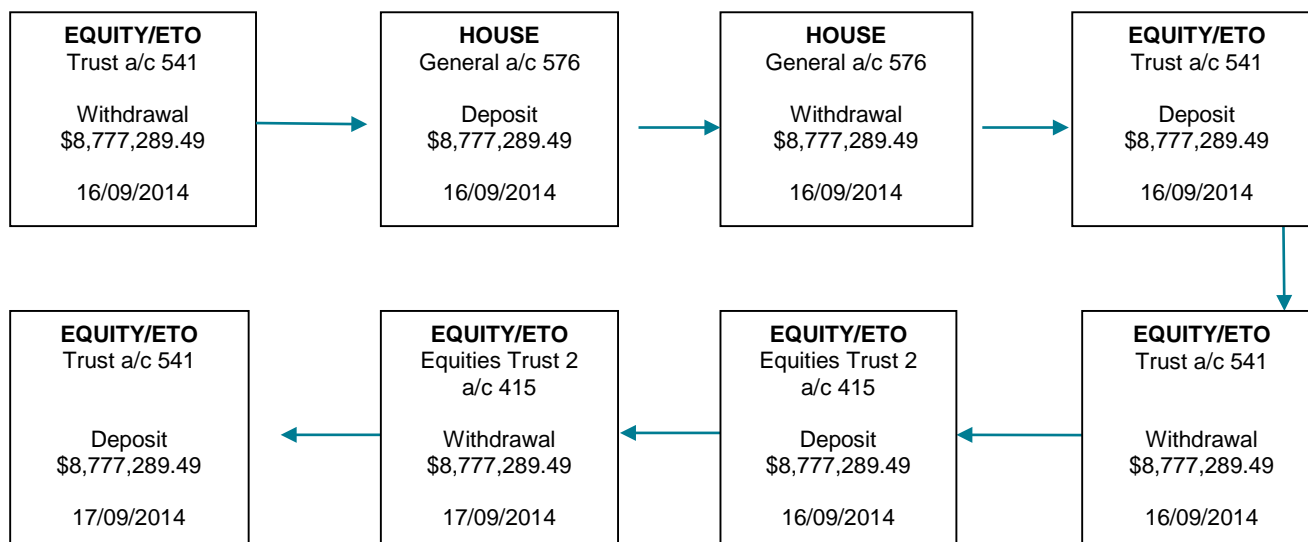 EQUITY/ETO
Trust a/c 541
Withdrawal
$8,777,289.49
16/09/2014
HOUSE
General a/c 576
Deposit
$8,777,289.49
16/09/2014
HOUSE
General a/c 576
Withdrawal
$8,777,289.49
16/09/2014
EQUITY/ETO
Trust a/c 541
Deposit
$8,777,289.49
16/09/2014
EQUITY/ETO
Trust a/c 541
Withdrawal
$8,777,289.49
16/09/2014
EQUITY/ETO
Equities Trust 2
a/c 415
Deposit
$8,777,289.49
16/09/2014
EQUITY/ETO
Equities Trust 2
a/c 415
Withdrawal
$8,777,289.49
17/09/2014
EQUITY/ETO
Trust a/c 541
Deposit
$8,777,289.49
17/09/2014